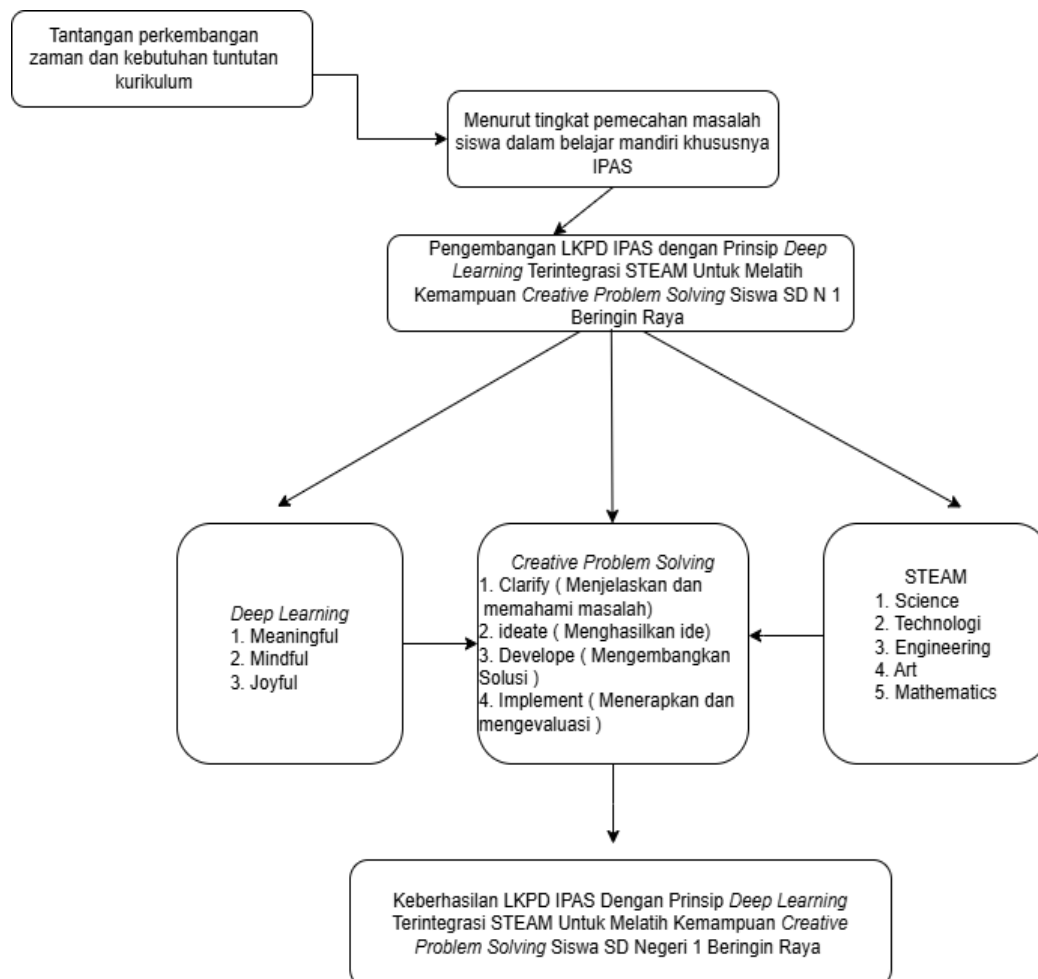 Tantangan perkembangan
zaman dan kebutuhan tuntutan
kurikulum
Menurut tingkat pemecahan masalah
siswa dalam belajar mandiri khususnya
IPAS
Pengembangan LKPD IPAS dengan Prinsip Deep
Learning Terintegrasi STEAM Untuk Melatih
Kemampuan Creative Problem Solving Siswa SD N 1
Beringin Raya
Deep Learning
1. Meaningful
2. Mindful
3. Joyful
Creative Problem Solving
1. Clarify ( Menjelaskan dan
memahami masalah)
2. ideate ( Menghasilkan ide)
3. Develope ( Mengembangkan
Solusi )
4. Implement ( Menerapkan dan
mengevaluasi )
STEAM
1. Science
2. Technologi
3. Engineering
4. Art
5. Mathematics
Keberhasilan LKPD IPAS Dengan Prinsip Deep Learning
Terintegrasi STEAM Untuk Melatih Kemampuan Creative
Problem Solving Siswa SD Negeri 1 Beringin Raya